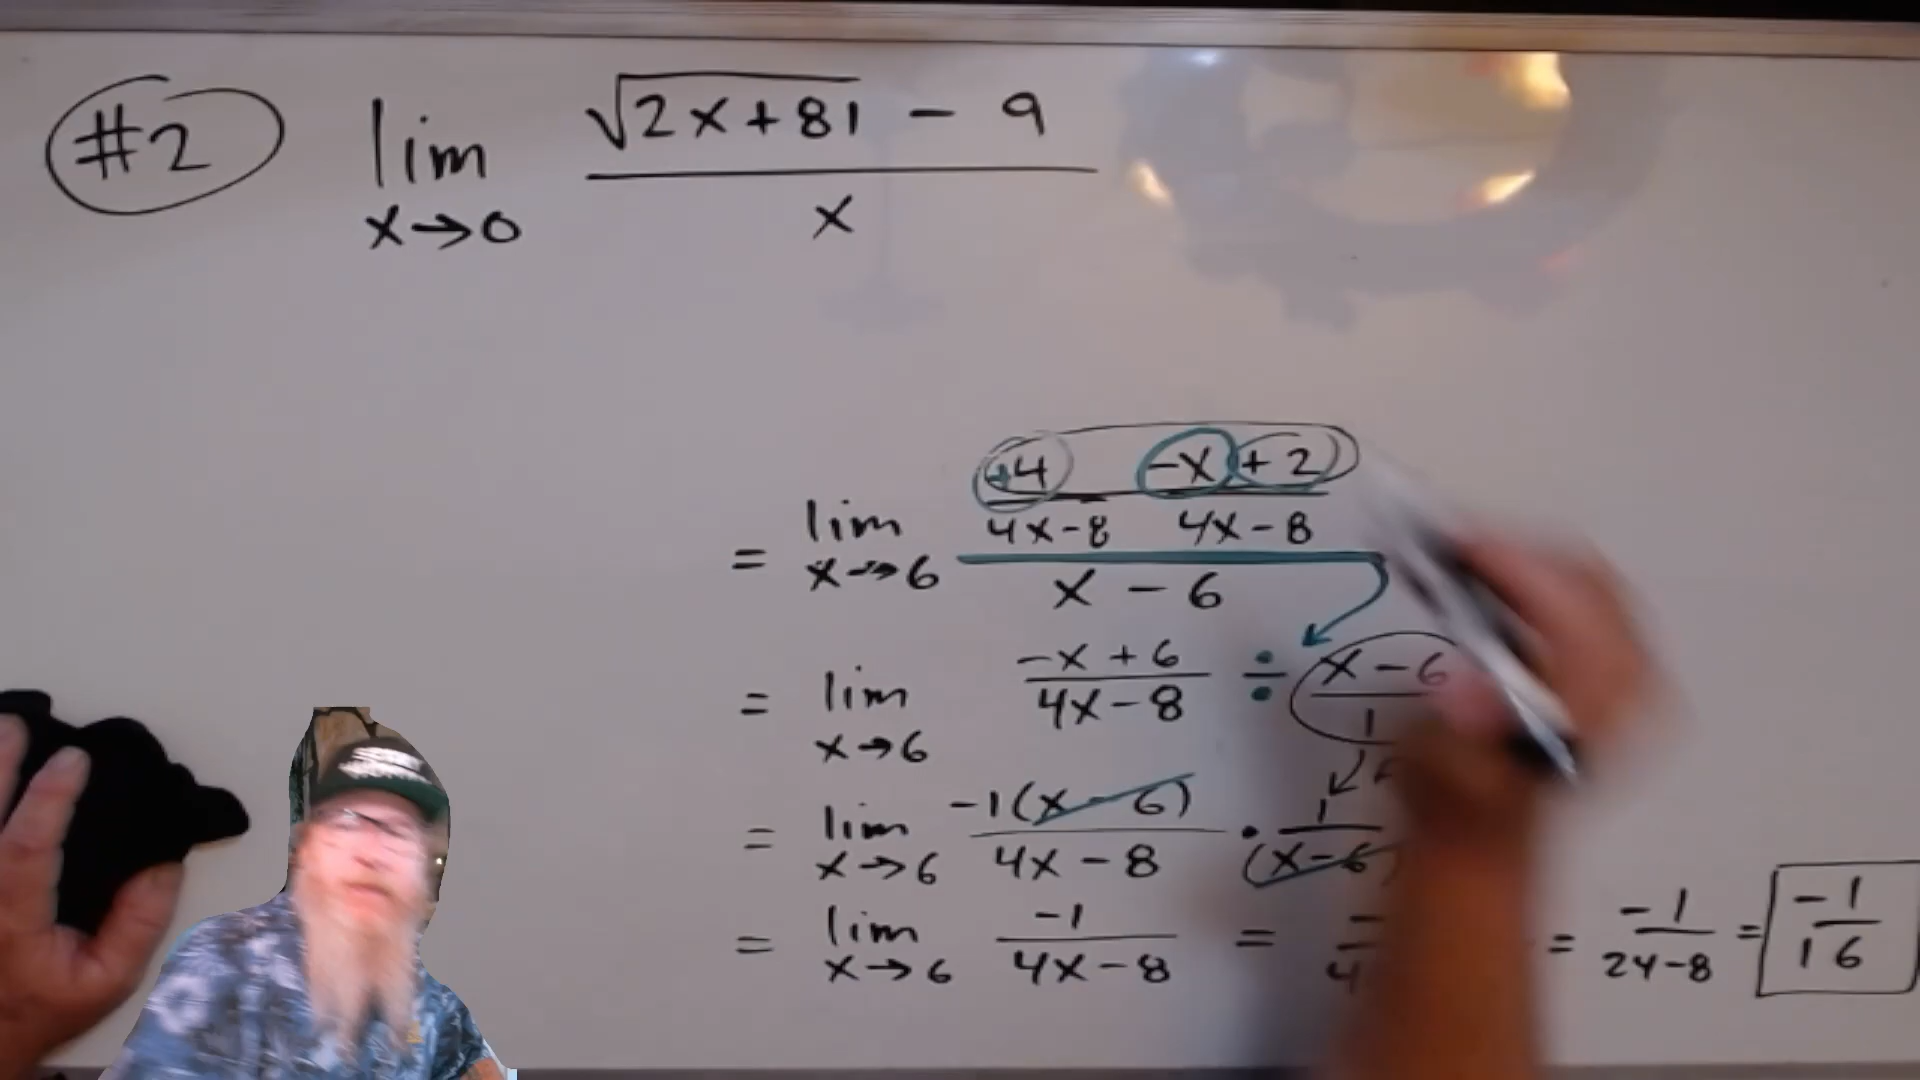 #2 lim x→0 (√(2x+81) - 9)/x
= lim x→6 (+4/(4x-8) (-x+2)/(4x-8))/(x-6)
= lim x→6 (-x+6)/(4x-8) ÷ (x-6)/1
= lim x→6 -1(x-6)/(4x-8) · 1/(x-6)
= lim x→6 -1/(4x-8) = = -1/(24-8) = -1/16